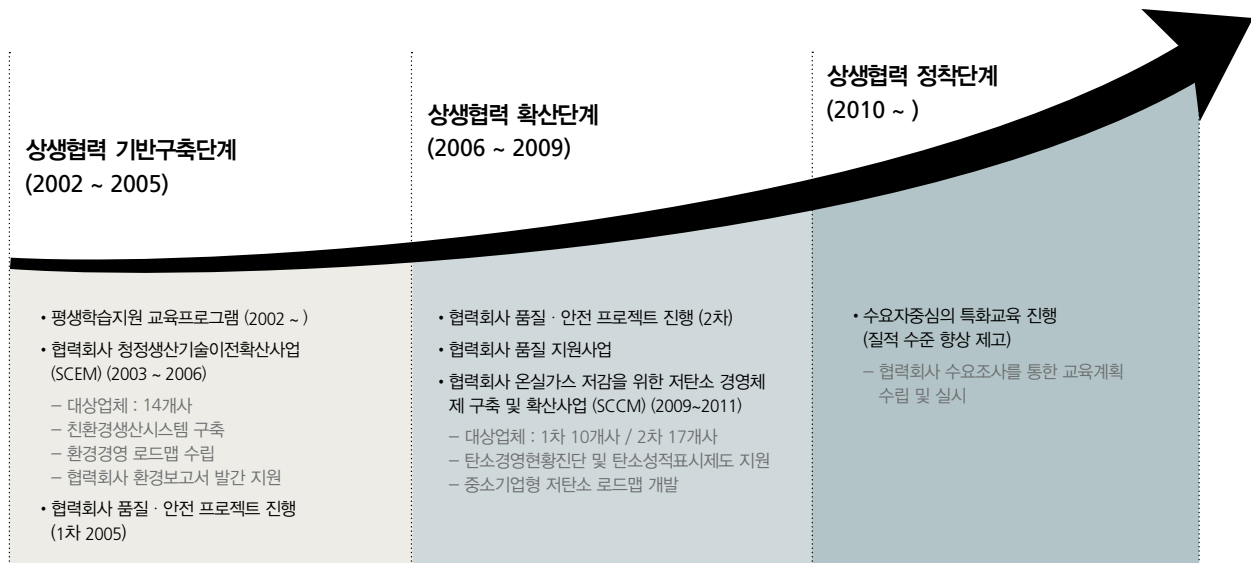 상생협력 기반구축단계
(2002 ~ 2005)
• 평생학습지원 교육프로그램 (2002 ~ )
• 협력회사 청정생산기술이전확산사업
(SCEM) (2003 ~ 2006)
– 대상업체 : 14개사
– 친환경생산시스템 구축
– 환경경영 로드맵 수립
– 협력회사 환경보고서 발간 지원
• 협력회사 품질 · 안전 프로젝트 진행
(1차 2005)
상생협력 확산단계
(2006 ~ 2009)
• 협력회사 품질 · 안전 프로젝트 진행 (2차)
• 협력회사 품질 지원사업
• 협력회사 온실가스 저감을 위한 저탄소 경영체
제 구축 및 확산사업 (SCCM) (2009~2011)
– 대상업체 : 1차 10개사 / 2차 17개사
– 탄소경영현황진단 및 탄소성적표시제도 지원
– 중소기업형 저탄소 로드맵 개발
상생협력 정착단계
(2010 ~ )
• 수요자중심의 특화교육 진행
(질적 수준 향상 제고)
– 협력회사 수요조사를 통한 교육계획
수립 및 실시